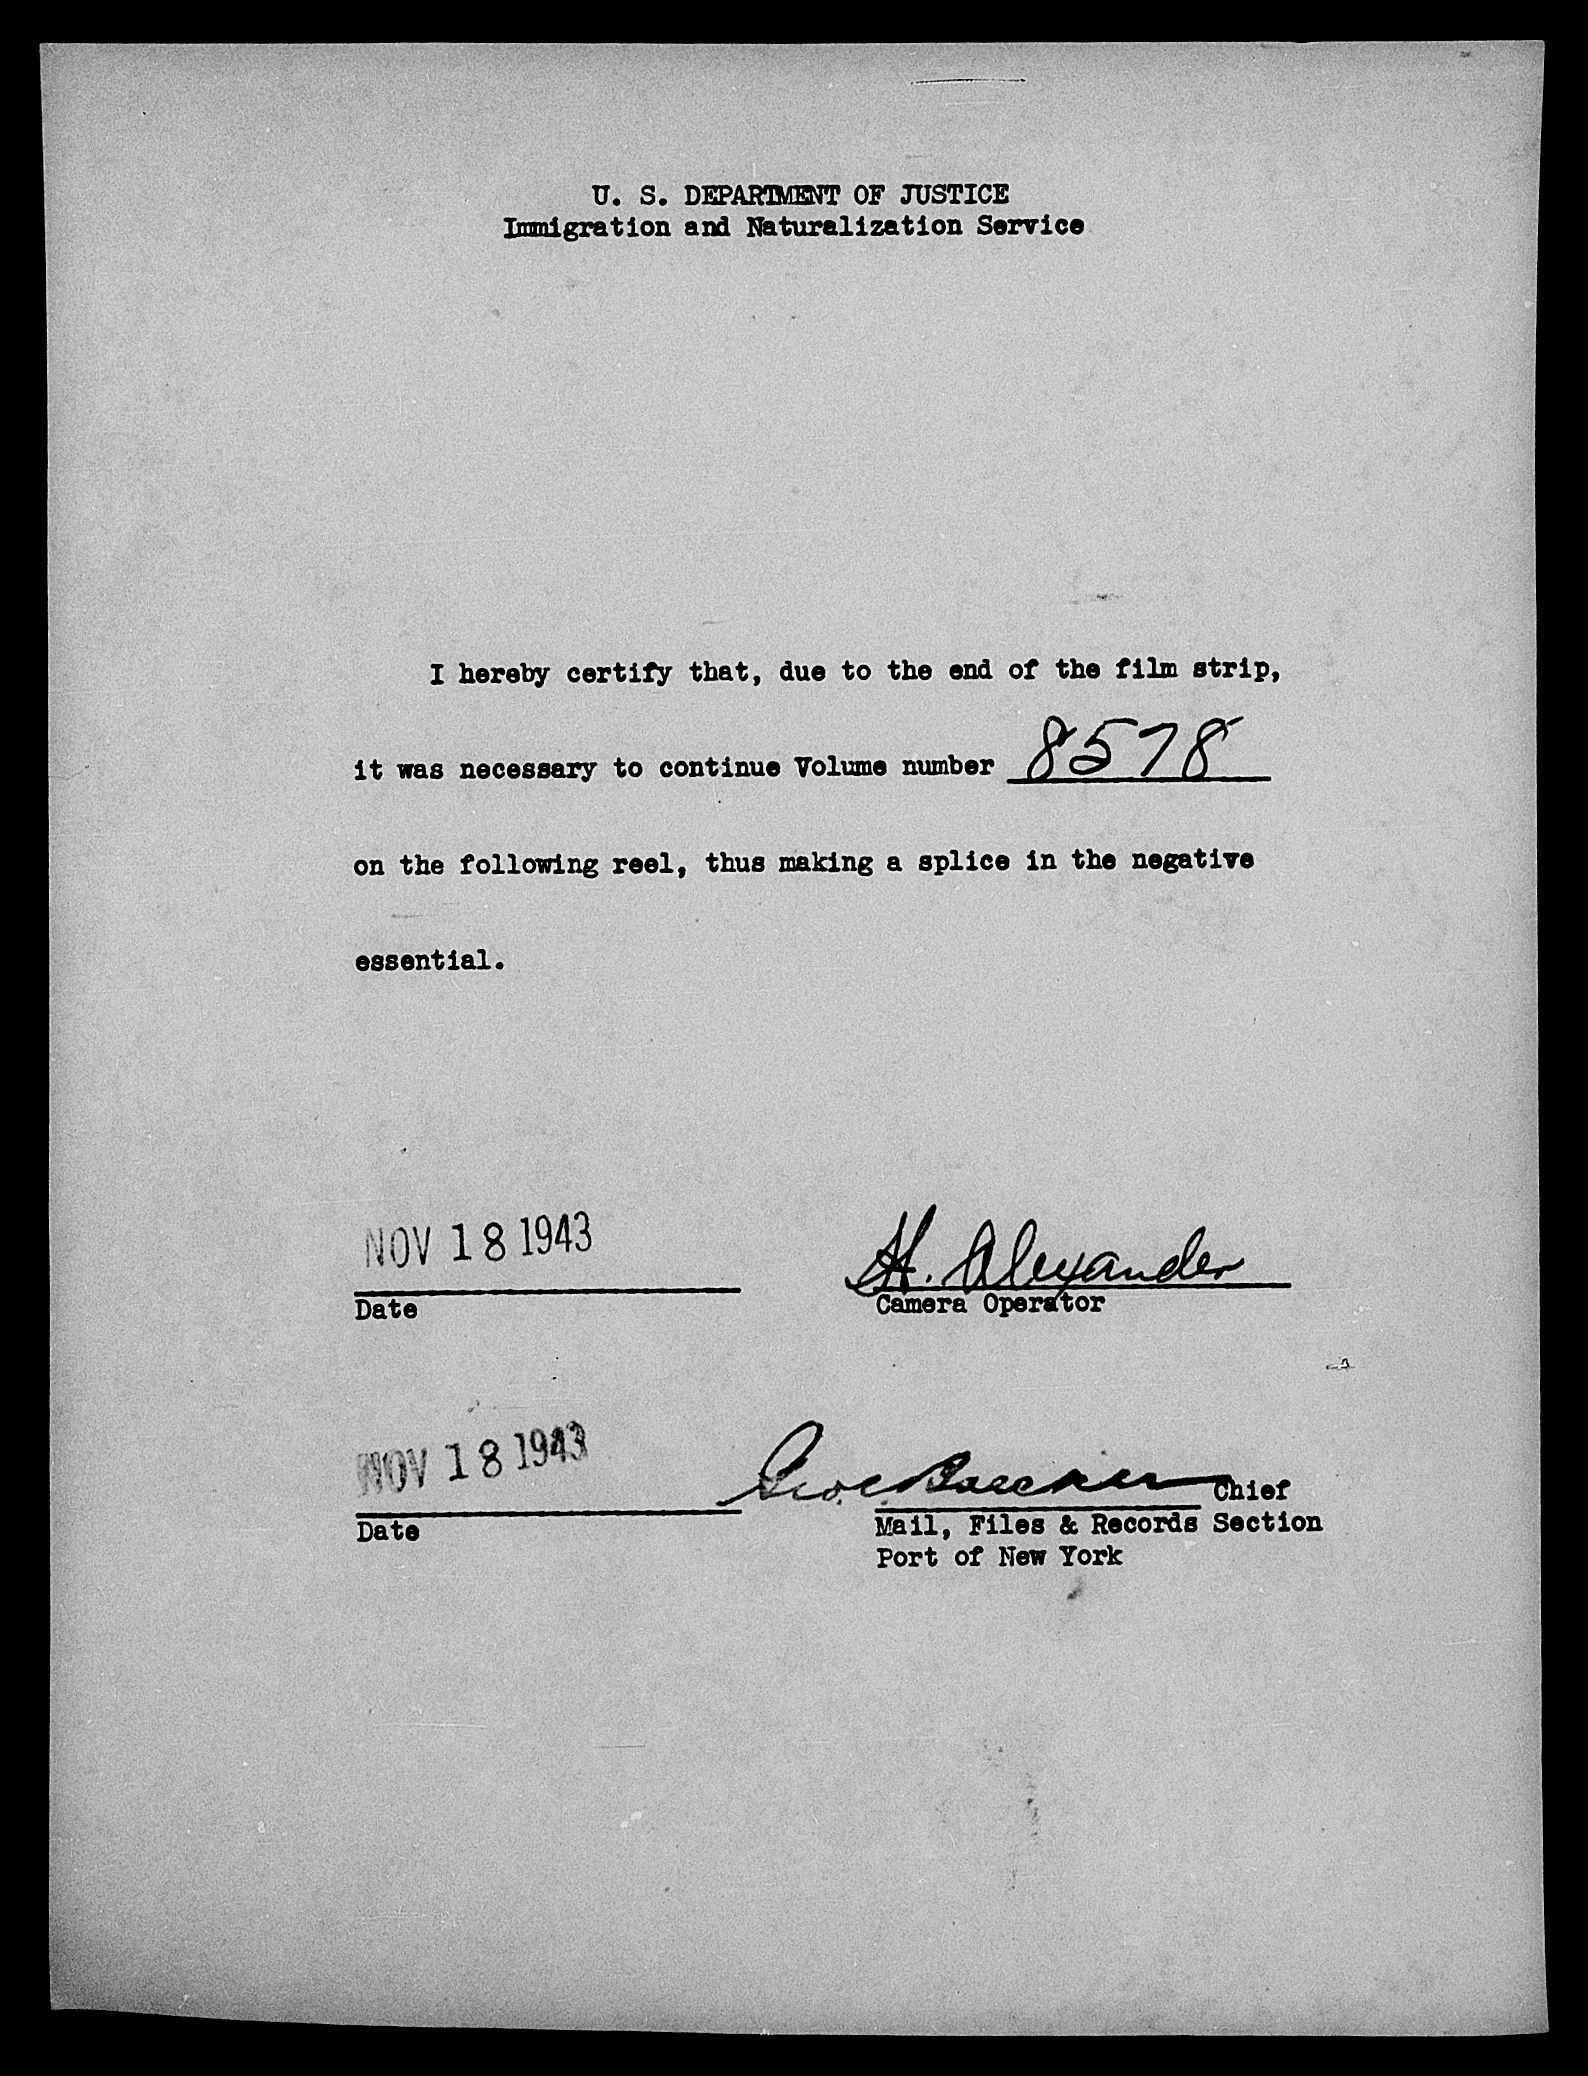 U. S. DEPARTMENT OF JUSTICE
Immigration and Naturalization Service
I hereby certify that, due to the end of the film strip,
it was necessary to continue Volume number 8578
on the following reel, thus making a splice in the negative
essential.
NOV 18 1943
H. Alexander
Date
Camera Operator
NOV 18 1943
Chief
Date
Mail, Files & Records Section
Port of New York